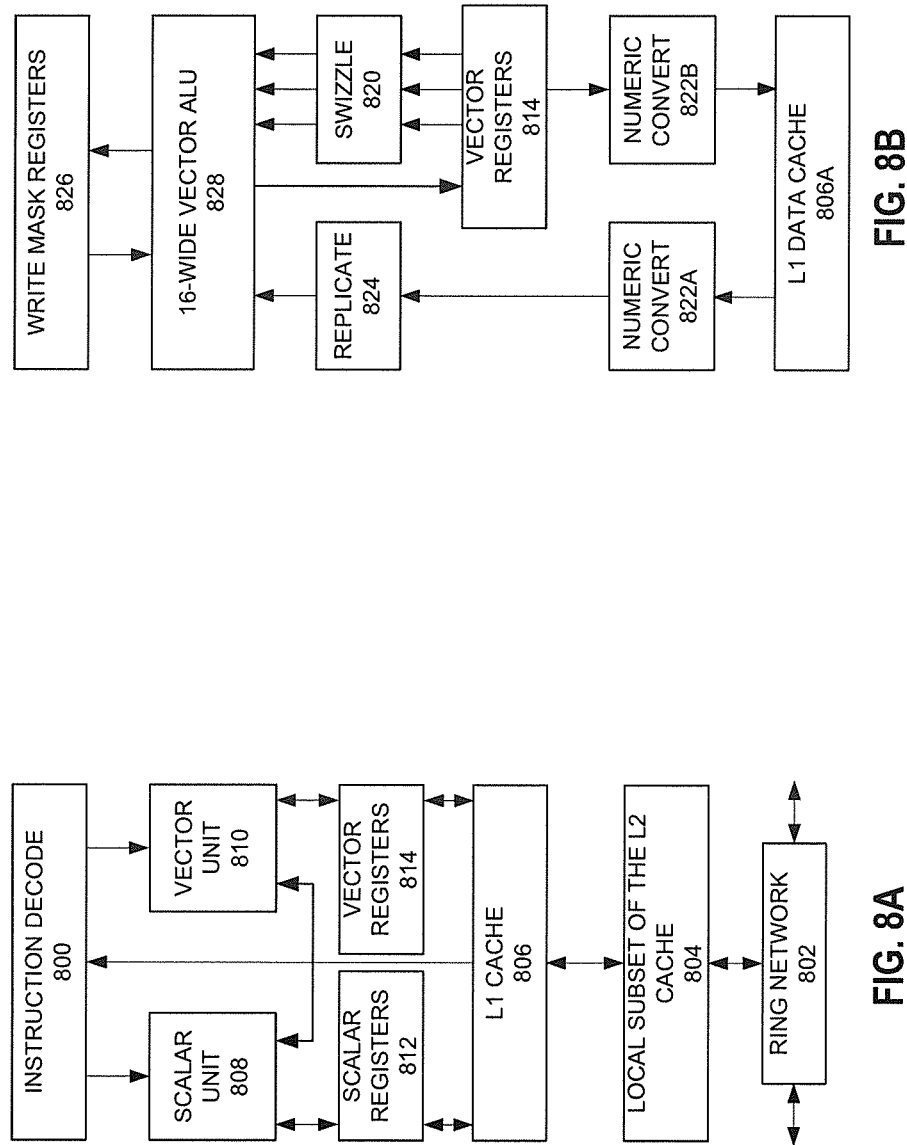 INSTRUCTION DECODE
800
SCALAR
UNIT
808
VECTOR
UNIT
810
SCALAR
REGISTERS
812
VECTOR
REGISTERS
814
L1 CACHE
806
LOCAL SUBSET OF THE L2
CACHE
804
RING NETWORK
802
FIG. 8A
WRITE MASK REGISTERS
826
16-WIDE VECTOR ALU
828
REPLICATE
824
SWIZZLE
820
VECTOR
REGISTERS
814
NUMERIC
CONVERT
822A
NUMERIC
CONVERT
822B
L1 DATA CACHE
806A
FIG. 8B